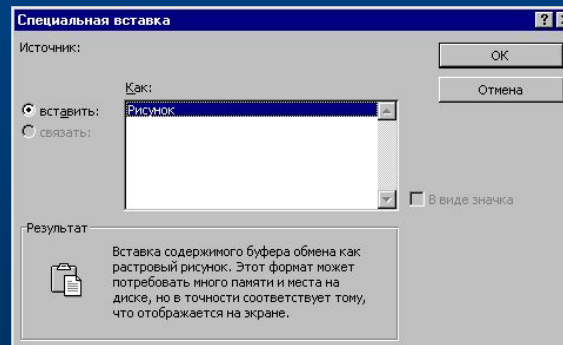 Специальная вставка
Источник:
ОК
Отмена
Как:
вставить:
связать:
Рисунок
В виде значка
Результат
Вставка содержимого буфера обмена как
растровый рисунок. Этот формат может
потребовать много памяти и места на
диске, но в точности соответствует тому,
что отображается на экране.